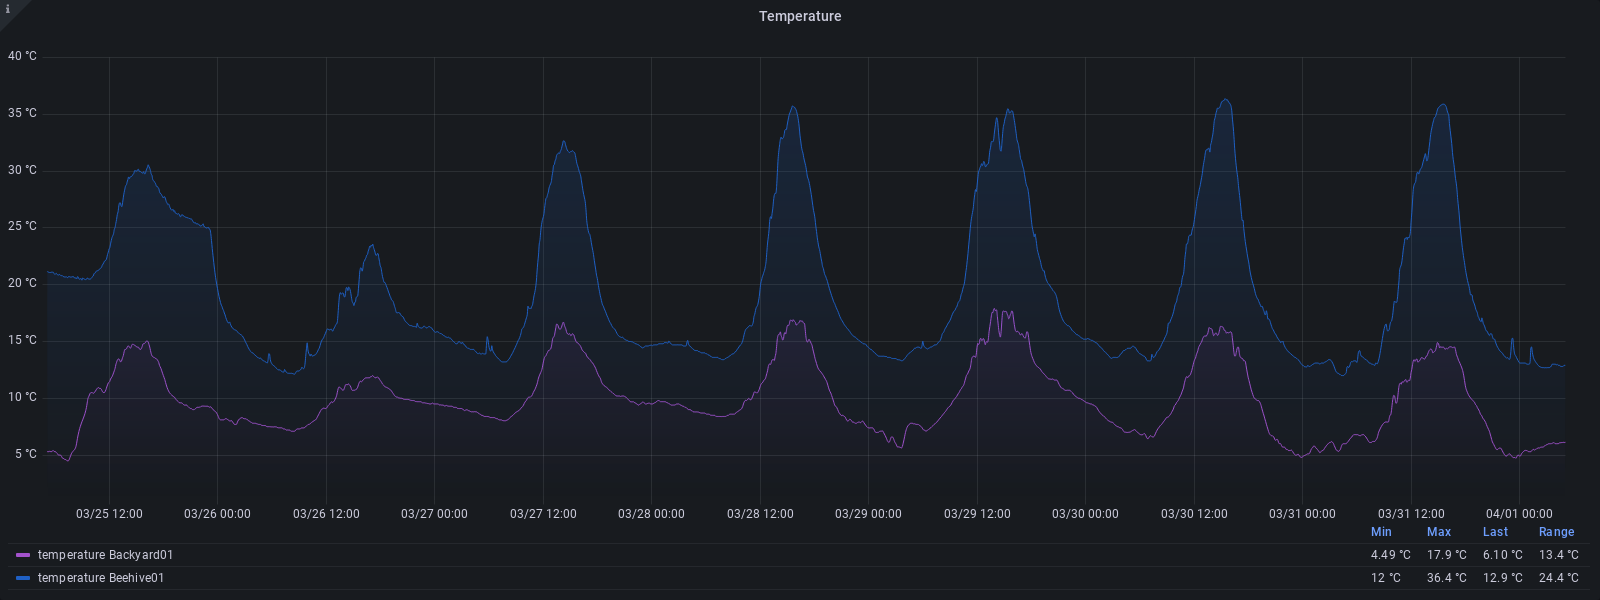 i
Temperature
40 °C
35 °C
30 °C
25 °C
20 °C
15 °C
10 °C
5 °C
03/25 12:00 03/26 00:00 03/26 12:00 03/27 00:00 03/27 12:00 03/28 00:00 03/28 12:00 03/29 00:00 03/29 12:00 03/30 00:00 03/30 12:00 03/31 00:00 03/31 12:00 04/01 00:00
Min Max Last Range
temperature Backyard01 4.49 °C 17.9 °C 6.10 °C 13.4 °C
temperature Beehive01 12 °C 36.4 °C 12.9 °C 24.4 °C